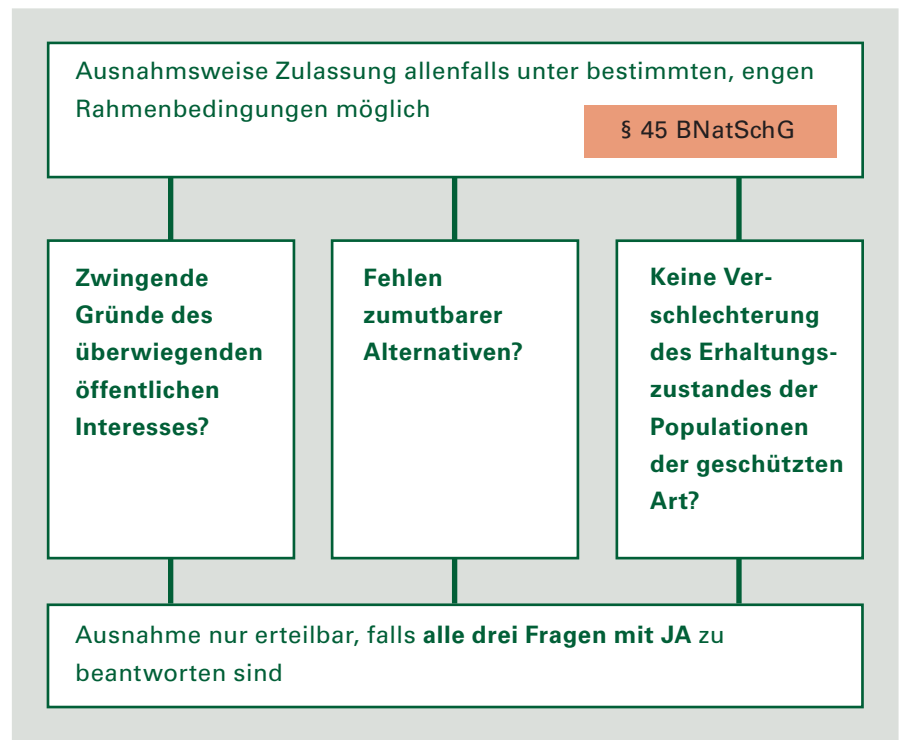 Ausnahmsweise Zulassung allenfalls unter bestimmten, engen
Rahmenbedingungen möglich
§ 45 BNatSchG
Zwingende
Gründe des
überwiegenden
öffentlichen
Interesses?
Fehlen
zumutbarer
Alternativen?
Keine Ver-
schlechterung
des Erhaltungs-
zustandes der
Populationen
der geschützten
Art?
Ausnahme nur erteilbar, falls alle drei Fragen mit JA zu
beantworten sind